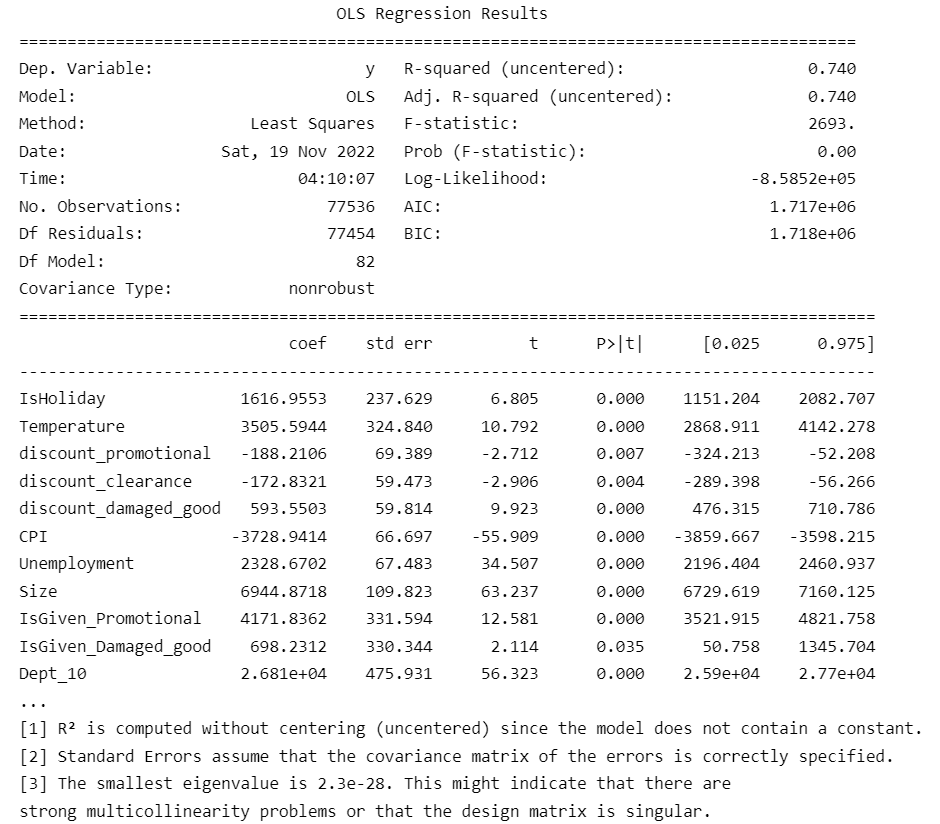 OLS Regression Results
==============================================================================
Dep. Variable: y R-squared (uncentered): 0.740
Model: OLS Adj. R-squared (uncentered): 0.740
Method: Least Squares F-statistic: 2693.
Date: Sat, 19 Nov 2022 Prob (F-statistic): 0.00
Time: 04:10:07 Log-Likelihood: -8.5852e+05
No. Observations: 77536 AIC: 1.717e+06
Df Residuals: 77454 BIC: 1.718e+06
Df Model: 82
Covariance Type: nonrobust
==============================================================================
coef std err t P>|t| [0.025 0.975]
------------------------------------------------------------------------------
IsHoliday 1616.9553 237.629 6.805 0.000 1151.204 2082.707
Temperature 3505.5944 324.840 10.792 0.000 2868.911 4142.278
discount_promotional -188.2106 69.389 -2.712 0.007 -324.213 -52.208
discount_clearance -172.8321 59.473 -2.906 0.004 -289.398 -56.266
discount_damaged_good 593.5503 59.814 9.923 0.000 476.315 710.786
CPI -3728.9414 66.697 -55.909 0.000 -3859.667 -3598.215
Unemployment 2328.6702 67.483 34.507 0.000 2196.404 2460.937
Size 6944.8718 109.823 63.237 0.000 6729.619 7160.125
IsGiven_Promotional 4171.8362 331.594 12.581 0.000 3521.915 4821.758
IsGiven_Damaged_good 698.2312 330.344 2.114 0.035 50.758 1345.704
Dept_10 2.681e+04 475.931 56.323 0.000 2.59e+04 2.77e+04
...
[1] R² is computed without centering (uncentered) since the model does not contain a constant.
[2] Standard Errors assume that the covariance matrix of the errors is correctly specified.
[3] The smallest eigenvalue is 2.3e-28. This might indicate that there are
strong multicollinearity problems or that the design matrix is singular.